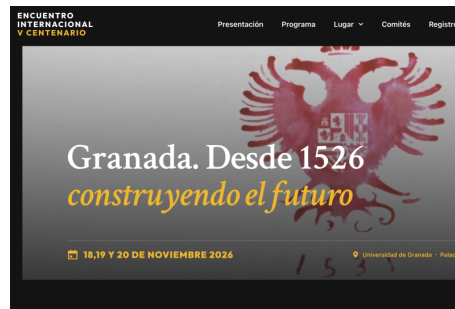 ENCUENTRO
INTERNACIONAL
V CENTENARIO
Presentación Programa Lugar Comités Registro
Granada. Desde 1526
construyendo el futuro
18,19 Y 20 DE NOVIEMBRE 2026
Universidad de Granada -